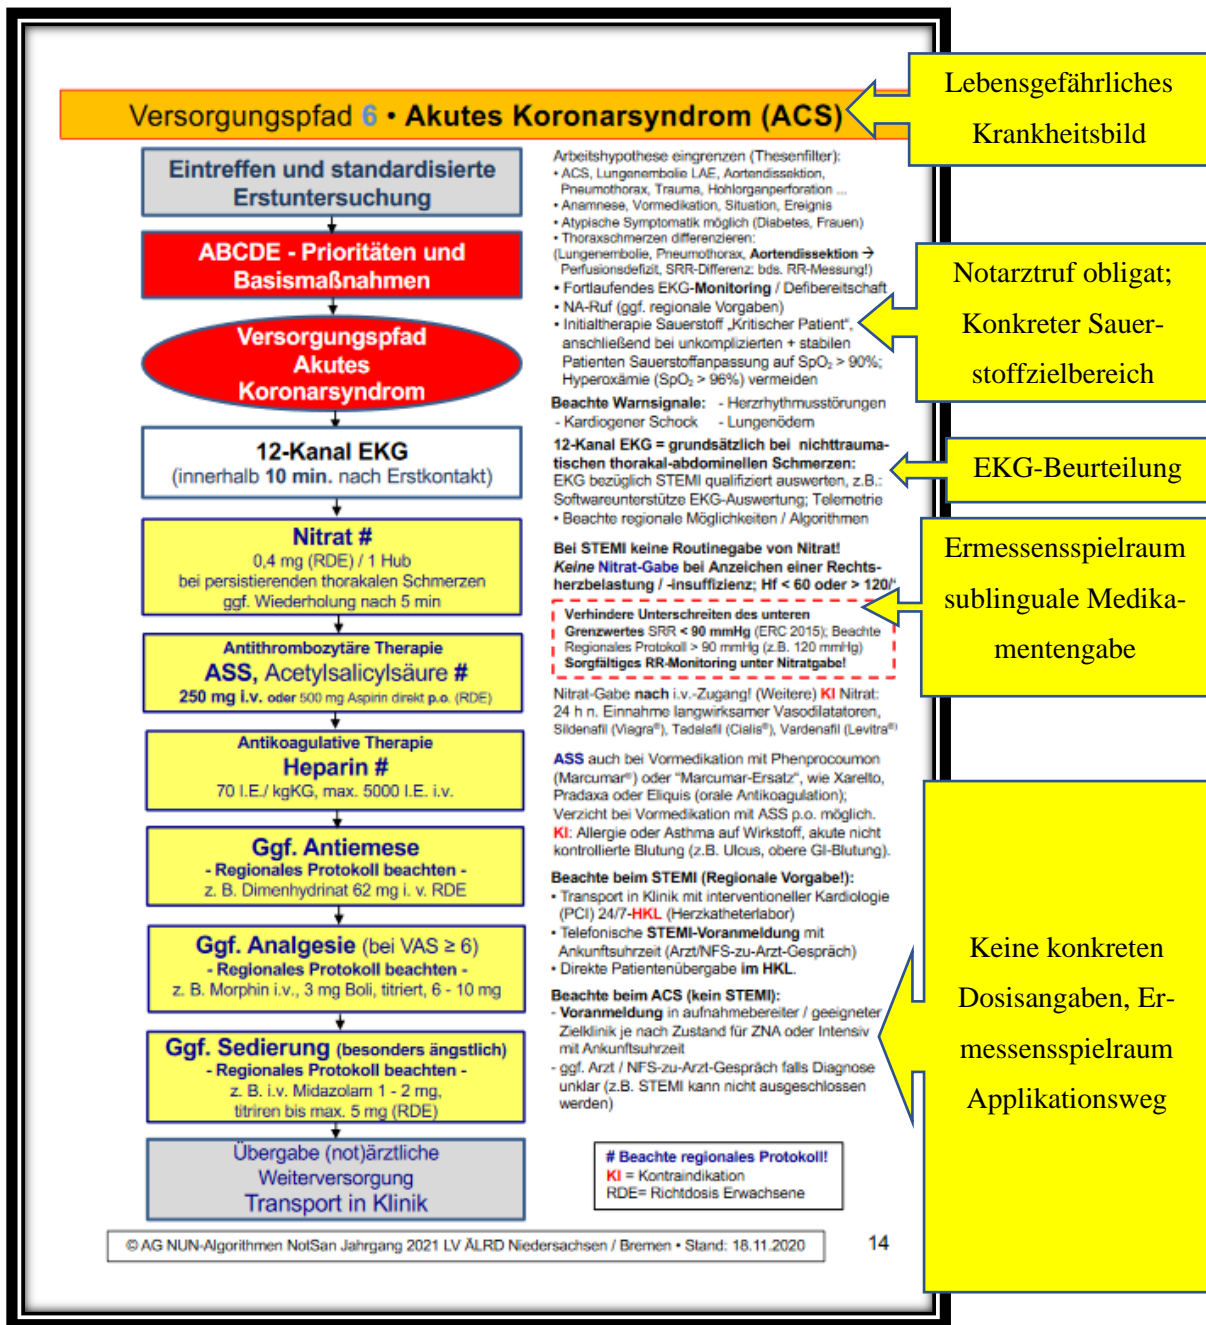 Versorgungspfad 6 • Akutes Koronarsyndrom (ACS)
Eintreffen und standardisierte
Erstuntersuchung
ABCDE - Prioritäten und
Basismaßnahmen
Versorgungspfad
Akutes
Koronarsyndrom
12-Kanal EKG
(innerhalb 10 min. nach Erstkontakt)
Nitrat #
0,4 mg (RDE) / 1 Hub
bei persistierenden thorakalen Schmerzen
ggf. Wiederholung nach 5 min
Antithrombozytäre Therapie
ASS, Acetylsalicylsäure #
250 mg i.v. oder 500 mg Aspirin direkt p.o. (RDE)
Antikoagulative Therapie
Heparin #
70 I.E./ kgKG, max. 5000 I.E. i.v.
Ggf. Antiemese
- Regionales Protokoll beachten -
z. B. Dimenhydrinat 62 mg i. v. RDE
Ggf. Analgesie (bei VAS ≥ 6)
- Regionales Protokoll beachten -
z. B. Morphin i.v., 3 mg Boli, titriert, 6 - 10 mg
Ggf. Sedierung (besonders ängstlich)
- Regionales Protokoll beachten -
z. B. i.v. Midazolam 1 - 2 mg,
titriren bis max. 5 mg (RDE)
Übergabe (not)ärztliche
Weiterversorgung
Transport in Klinik
Arbeitshypothese eingrenzen (Thesenfilter):
• ACS, Lungenembolie LAE, Aortendissektion,
Pneumothorax, Trauma, Hohlorganperforation ...
• Anamnese, Vormedikation, Situation, Ereignis
• Atypische Symptomatik möglich (Diabetes, Frauen)
• Thoraxschmerzen differenzieren:
(Lungenembolie, Pneumothorax, Aortendissektion →
Perfusionsdefizit, SRR-Differenz: bds. RR-Messung!)
• Fortlaufendes EKG-Monitoring / Defibereitschaft
• NA-Ruf (ggf. regionale Vorgaben)
• Initialtherapie Sauerstoff „Kritischer Patient“,
anschließend bei unkomplizierten + stabilen
Patienten Sauerstoffanpassung auf SpO₂ > 90%;
Hyperoxämie (SpO₂ > 96%) vermeiden
Beachte Warnsignale: - Herzrhythmusstörungen
- Kardiogener Schock - Lungenödem
12-Kanal EKG = grundsätzlich bei nichttrauma-
tischen thorakal-abdominellen Schmerzen:
EKG bezüglich STEMI qualifiziert auswerten, z.B.:
Softwareunterstütze EKG-Auswertung; Telemetrie
• Beachte regionale Möglichkeiten / Algorithmen
Bei STEMI keine Routinegabe von Nitrat!
Keine Nitrat-Gabe bei Anzeichen einer Rechts-
herzbelastung / -insuffizienz; Hf < 60 oder > 120/'
Verhindere Unterschreiten des unteren
Grenzwertes SRR < 90 mmHg (ERC 2015); Beachte
Regionales Protokoll > 90 mmHg (z.B. 120 mmHg)
Sorgfältiges RR-Monitoring unter Nitratgabe!
Nitrat-Gabe nach i.v.-Zugang! (Weitere) KI Nitrat:
24 h n. Einnahme langwirksamer Vasodilatatoren,
Sildenafil (Viagra®), Tadalafil (Cialis®), Vardenafil (Levitra®)
ASS auch bei Vormedikation mit Phenprocoumon
(Marcumar®) oder "Marcumar-Ersatz", wie Xarelto,
Pradaxa oder Eliquis (orale Antikoagulation);
Verzicht bei Vormedikation mit ASS p.o. möglich.
KI: Allergie oder Asthma auf Wirkstoff, akute nicht
kontrollierte Blutung (z.B. Ulcus, obere GI-Blutung).
Beachte beim STEMI (Regionale Vorgabe!):
• Transport in Klinik mit interventioneller Kardiologie
(PCI) 24/7-HKL (Herzkatheterlabor)
• Telefonische STEMI-Voranmeldung mit
Ankunftsuhrzeit (Arzt/NFS-zu-Arzt-Gespräch)
• Direkte Patientenübergabe im HKL.
Beachte beim ACS (kein STEMI):
- Voranmeldung in aufnahmebereiter / geeigneter
Zielklinik je nach Zustand für ZNA oder Intensiv
mit Ankunftsuhrzeit
- ggf. Arzt / NFS-zu-Arzt-Gespräch falls Diagnose
unklar (z.B. STEMI kann nicht ausgeschlossen
werden)
# Beachte regionales Protokoll!
KI = Kontraindikation
RDE= Richtdosis Erwachsene
© AG NUN-Algorithmen NotSan Jahrgang 2021 LV ÄLRD Niedersachsen / Bremen • Stand: 18.11.2020
14
Lebensgefährliches
Krankheitsbild
Notarztruf obligat;
Konkreter Sauer-
stoffzielbereich
EKG-Beurteilung
Ermessensspielraum
sublinguale Medika-
mentengabe
Keine konkreten
Dosisangaben, Er-
messensspielraum
Applikationsweg